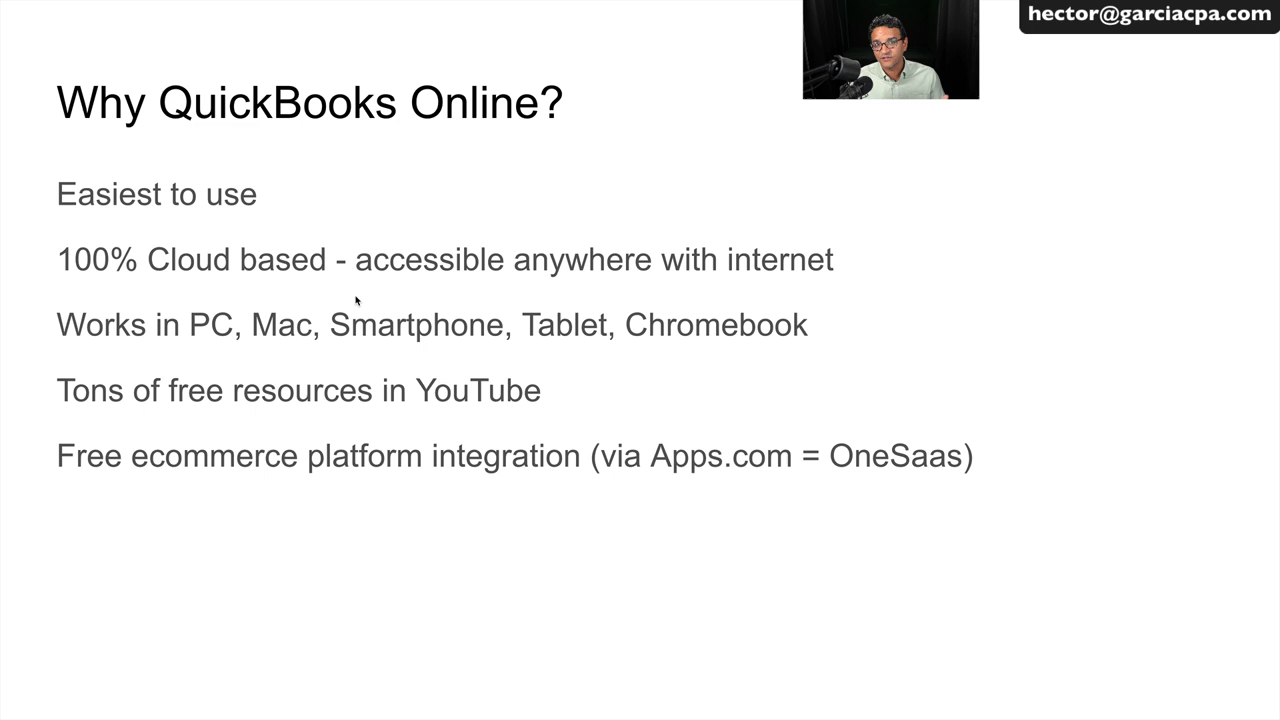 hector@garciacpa.com
Why QuickBooks Online?
Easiest to use
100% Cloud based - accessible anywhere with internet
Works in PC, Mac, Smartphone, Tablet, Chromebook
Tons of free resources in YouTube
Free ecommerce platform integration (via Apps.com = OneSaas)